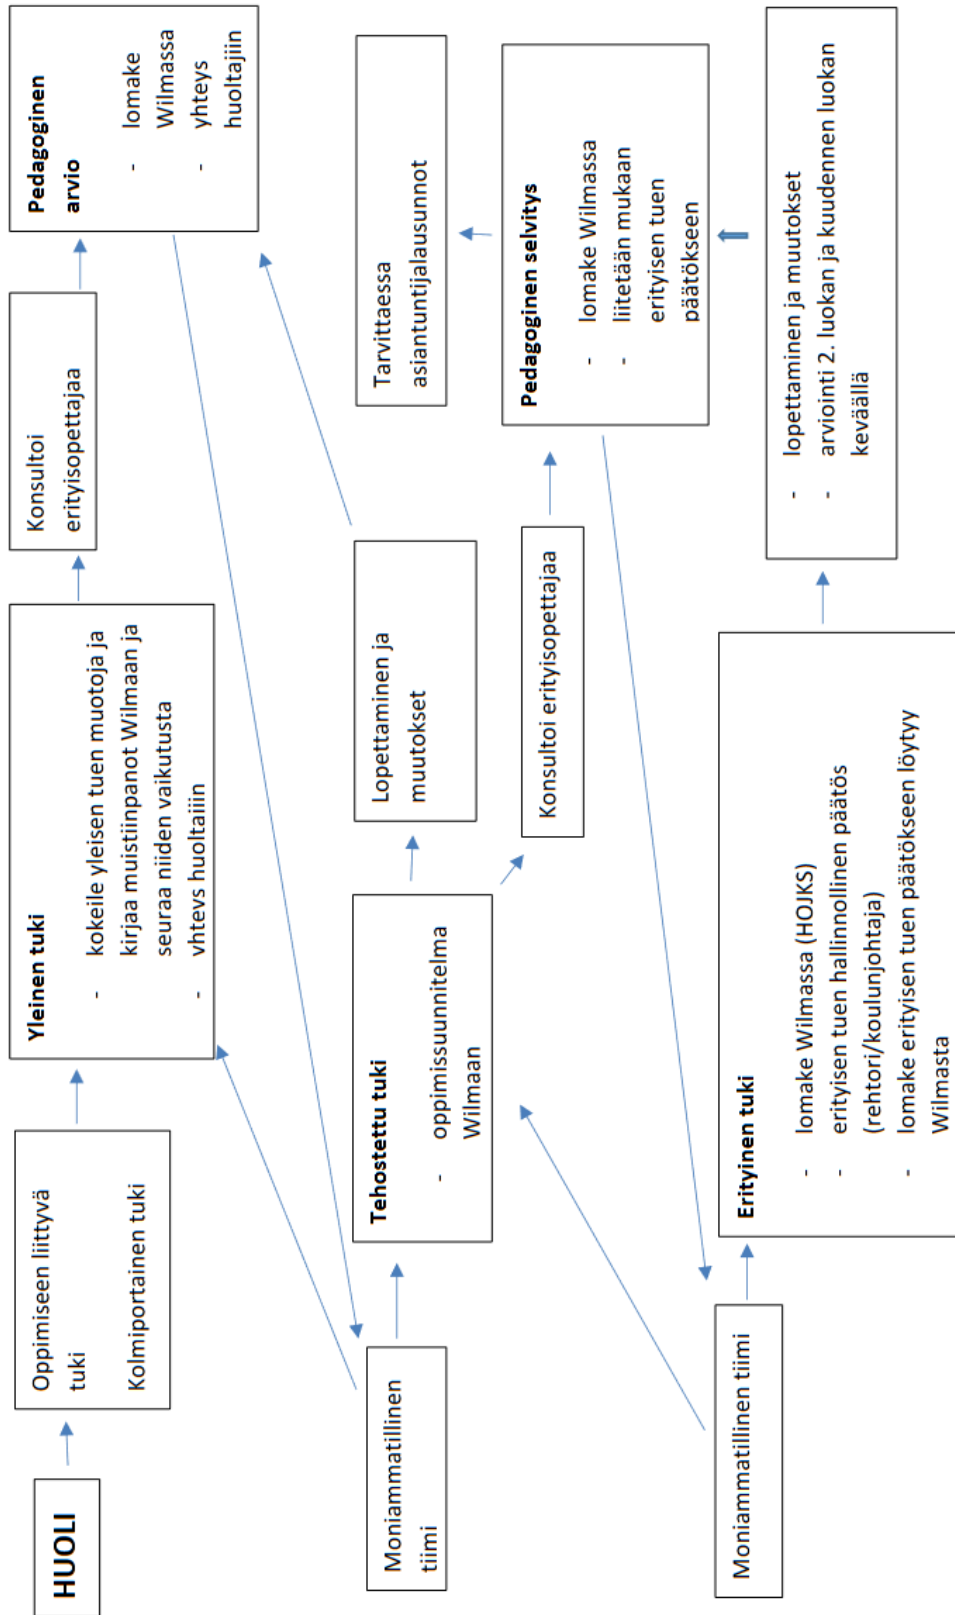 HUOLI
Oppimiseen liittyvä
tuki
Kolmiportainen tuki
Yleinen tuki
- kokeile yleisen tuen muotoja ja
kirjaa muistiinpanot Wilmaan ja
seuraa niiden vaikutusta
- yhteys huoltajiin
Konsultoi
erityisopettajaa
Pedagoginen
arvio
- lomake
Wilmassa
- yhteys
huoltajiin
Moniammatillinen
tiimi
Tehostettu tuki
- oppimissuunnitelma
Wilmaan
Lopettaminen ja
muutokset
Tarvittaessa
asiantuntijalausunnot
Konsultoi erityisopettajaa
Pedagoginen selvitys
- lomake Wilmassa
- liitetään mukaan
erityisen tuen
päätökseen
Moniammatillinen tiimi
Erityinen tuki
- lomake Wilmassa (HOJKS)
- erityisen tuen hallinnollinen päätös
(rehtori/koulunjohtaja)
- lomake erityisen tuen päätökseen löytyy
Wilmasta
- lopettaminen ja muutokset
- arviointi 2. luokan ja kuudennen luokan
keväällä